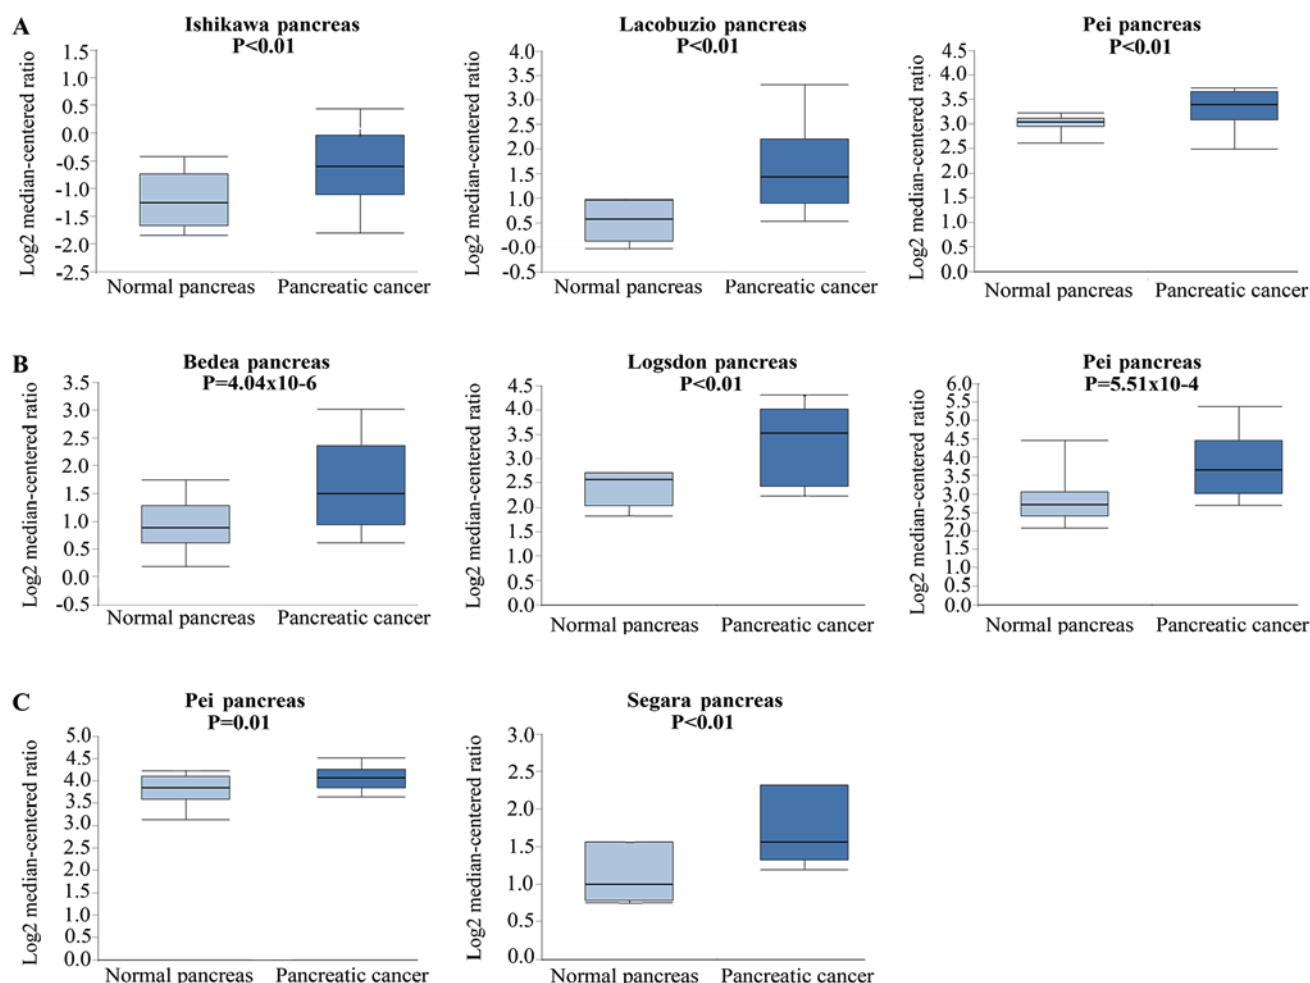 A
Ishikawa pancreas
P<0.01
Log2 median-centered ratio
1.5
1.0
0.5
0.0
-0.5
-1.0
-1.5
-2.0
-2.5
Normal pancreas
Pancreatic cancer
Lacobuzio pancreas
P<0.01
Log2 median-centered ratio
4.0
3.5
3.0
2.5
2.0
1.5
1.0
0.5
-0.0
-0.5
Normal pancreas
Pancreatic cancer
Pei pancreas
P<0.01
Log2 median-centered ratio
4.5
4.0
3.5
3.0
2.5
2.0
1.5
1.0
0.5
0.0
Normal pancreas
Pancreatic cancer
B
Bedea pancreas
P=4.04x10-6
Log2 median-centered ratio
3.5
3.0
2.5
2.0
1.5
1.0
0.5
0.0
-0.5
Normal pancreas
Pancreatic cancer
Logsdon pancreas
P<0.01
Log2 median-centered ratio
4.5
4.0
3.5
3.0
2.5
2.0
1.5
1.0
0.5
0.0
Normal pancreas
Pancreatic cancer
Pei pancreas
P=5.51x10-4
Log2 median-centered ratio
6.0
5.5
5.0
4.5
4.0
3.5
3.0
2.5
2.0
1.5
1.0
0.5
0.0
Normal pancreas
Pancreatic cancer
C
Pei pancreas
P=0.01
Log2 median-centered ratio
5.0
4.5
4.0
3.5
3.0
2.5
2.0
1.5
1.0
0.5
0.0
Normal pancreas
Pancreatic cancer
Segara pancreas
P<0.01
Log2 median-centered ratio
3.0
2.5
2.0
1.5
1.0
0.5
0.0
Normal pancreas
Pancreatic cancer